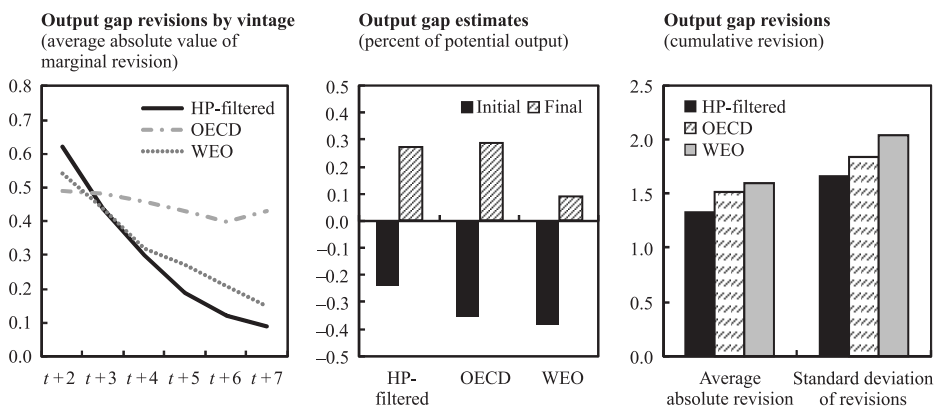 Output gap revisions by vintage
(average absolute value of
marginal revision)
0.8
0.7
0.6
0.5
0.4
0.3
0.2
0.1
0.0
HP-filtered
OECD
WEO
t+2 t+3 t+4 t+5 t+6 t+7
Output gap estimates
(percent of potential output)
0.5
0.4
0.3
0.2
0.1
0.0
–0.1
–0.2
–0.3
–0.4
–0.5
Initial Final
HP-
filtered
OECD
WEO
Output gap revisions
(cumulative revision)
2.5
2.0
1.5
1.0
0.5
0.0
HP-filtered
OECD
WEO
Average
absolute revision
Standard deviation
of revisions